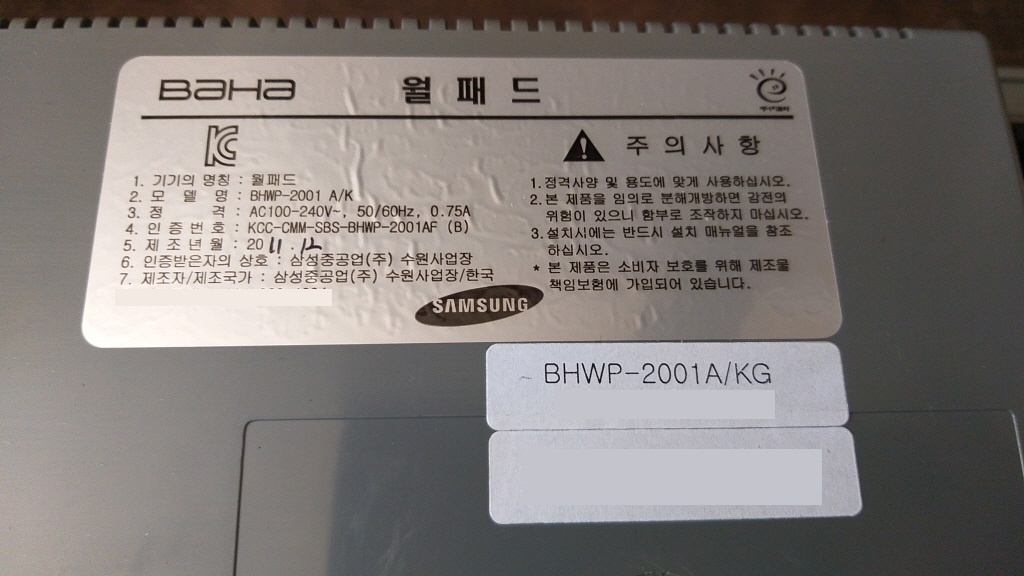 BaHa 월패드
주의사항
1. 기기의 명칭 : 월패드
2. 모 델 명 : BHWP-2001 A/K
3. 정 격 : AC100-240V~, 50/60Hz, 0.75A
4. 인 증 번 호 : KCC-CMM-SBS-BHWP-2001AF (B)
5. 제 조 년 월 : 20 11. 12
6. 인증받은자의 상호 : 삼성중공업(주) 수원사업장
7. 제조자/제조국가 : 삼성중공업(주) 수원사업장/한국
1.정격사양 및 용도에 맞게 사용하십시오.
2.본 제품을 임의로 분해개방하면 감전의
위험이 있으니 함부로 조작하지 마십시오.
3.설치시에는 반드시 설치 매뉴얼을 참조
하십시오.
* 본 제품은 소비자 보호를 위해 제조물
책임보험에 가입되어 있습니다.
SAMSUNG
BHWP-2001A/KG